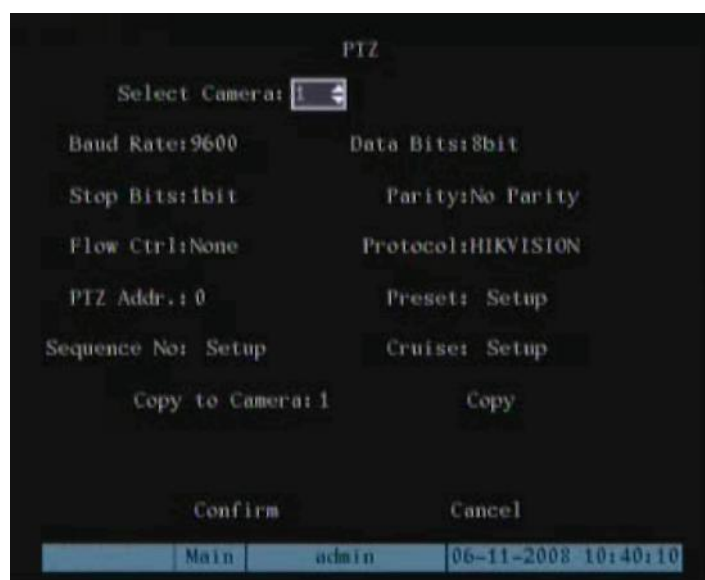 PTZ
Select Camera: 1
Baud Rate:9600 Data Bits:8bit
Stop Bits:1bit Parity:No Parity
Flow Ctrl:None Protocol:HIKVISION
PTZ Addr.:0 Preset: Setup
Sequence No: Setup Cruise: Setup
Copy to Camera:1 Copy
Confirm Cancel
Main admin 06-11-2008 10:40:10